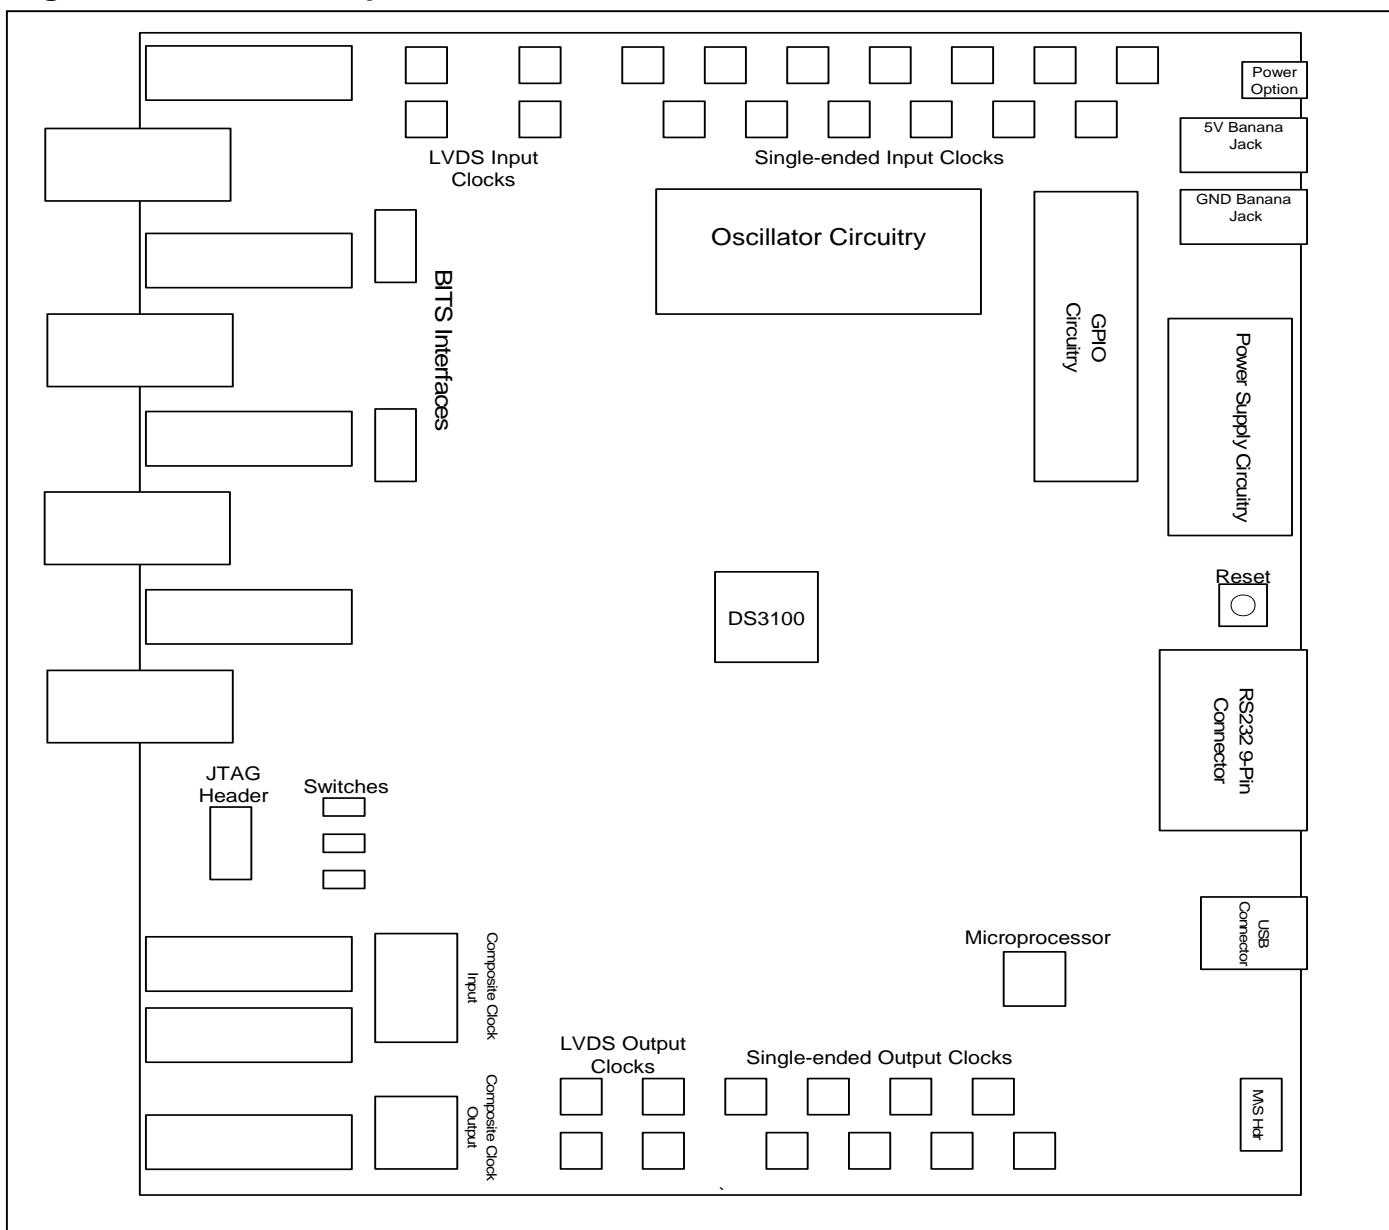 Power
Option
5V Banana
Jack
LVDS Input
Clocks
Single-ended Input Clocks
GND Banana
Jack
Oscillator Circuitry
BITS Interfaces
GPIO
Circuitry
Power Supply Circuitry
Reset
DS3100
RS232 9-Pin
Connector
JTAG
Header
Switches
USB
Connector
Microprocessor
Composite Clock
Input
LVDS Output
Clocks
Single-ended Output Clocks
Composite Clock
Output
M\S Hdr